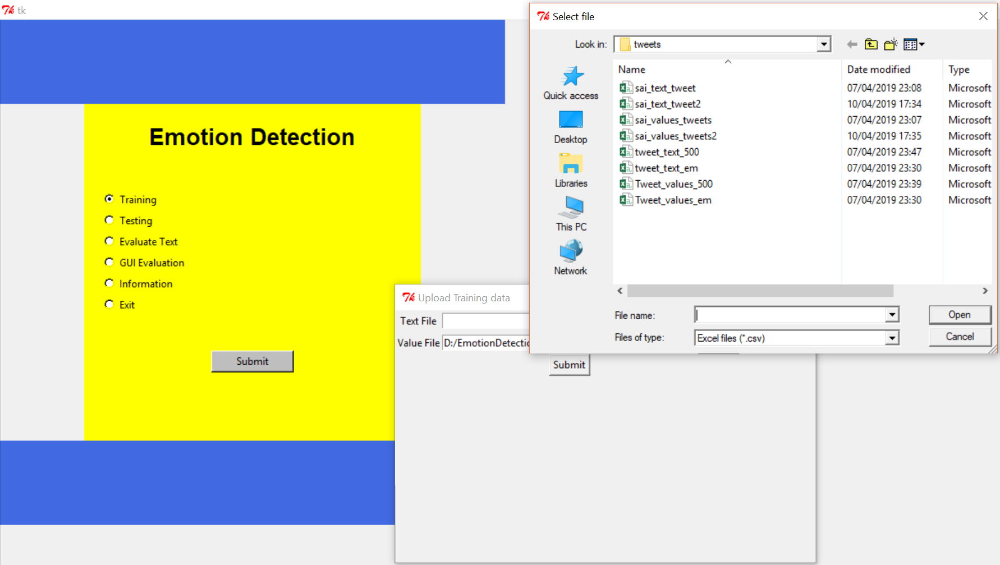 tk
Emotion Detection
Training
Testing
Evaluate Text
GUI Evaluation
Information
Exit
Submit
Upload Training data
Text File
Value File D:/EmotionDetectio
Submit
Select file
Look in: tweets
Quick access
Desktop
Libraries
This PC
Network
Name Date modified Type
sai_text_tweet 07/04/2019 23:08 Microsoft
sai_text_tweet2 10/04/2019 17:34 Microsoft
sai_values_tweets 07/04/2019 23:07 Microsoft
sai_values_tweets2 10/04/2019 17:35 Microsoft
tweet_text_500 07/04/2019 23:47 Microsoft
tweet_text_em 07/04/2019 23:30 Microsoft
Tweet_values_500 07/04/2019 23:39 Microsoft
Tweet_values_em 07/04/2019 23:30 Microsoft
File name: Open
Files of type: Excel files (*.csv) Cancel